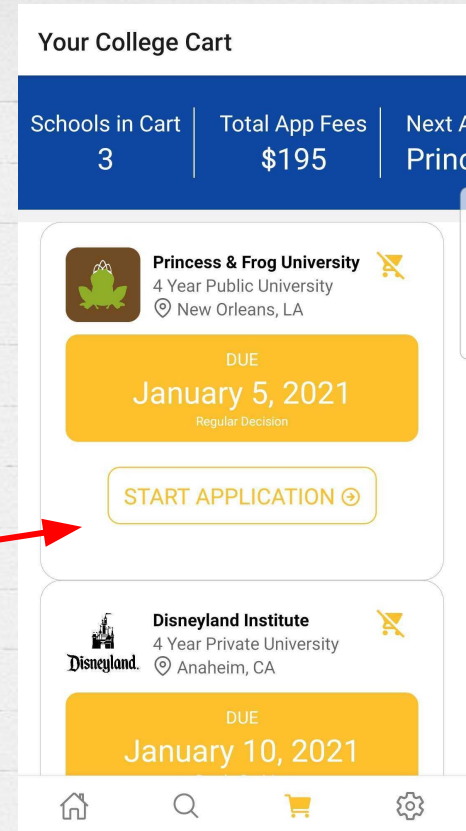 Your College Cart
Schools in Cart
3
Total App Fees
$195
Next
Princess & Frog University
4 Year Public University
New Orleans, LA
DUE
January 5, 2021
Regular Decision
START APPLICATION
Disneyland Institute
Disneyland.
4 Year Private University
Anaheim, CA
DUE
January 10, 2021